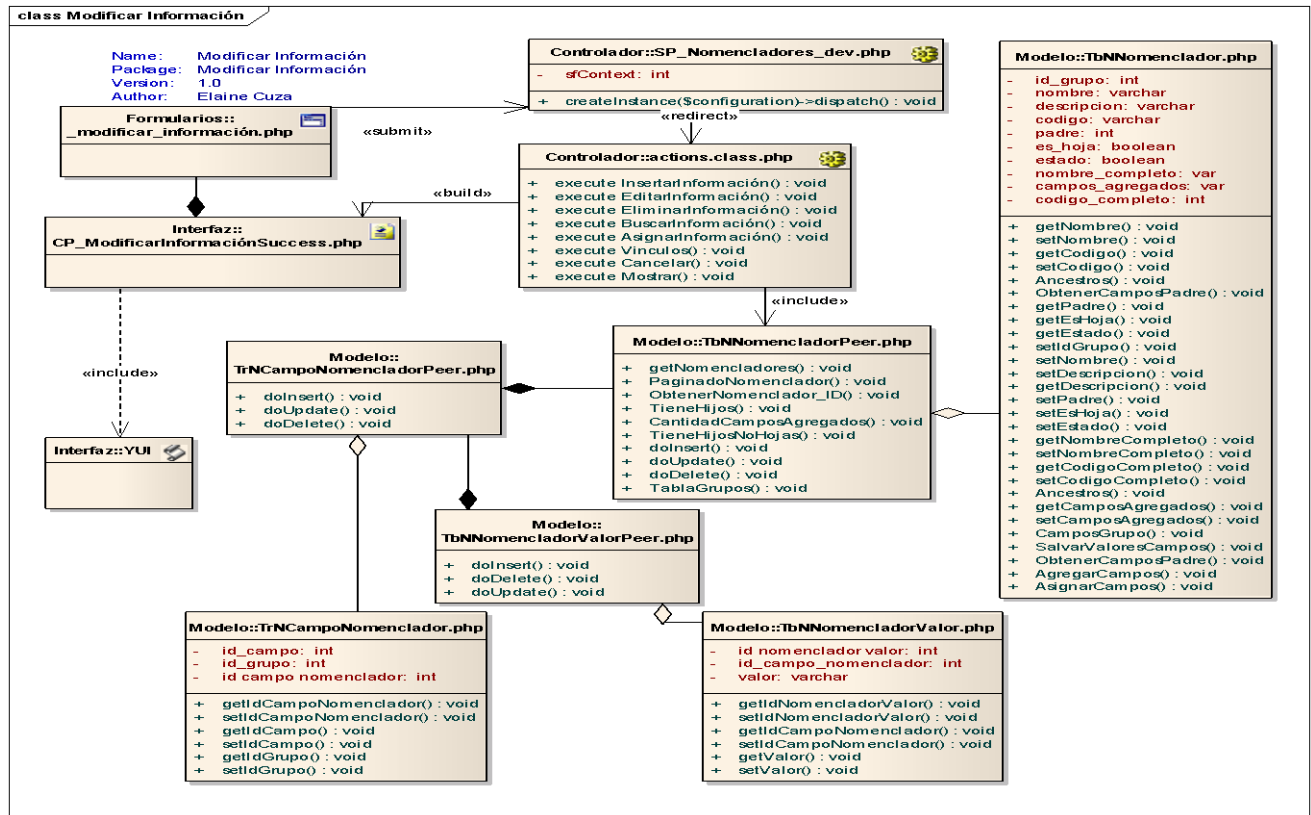 class Modificar Información
Name: Modificar Información
Package: Modificar Información
Version: 1.0
Author: Elaine Cuza
Formularios::
_modificar_información.php
«submit»
Controlador::SP_Nomencladores_dev.php
- sfContext: int
+ createInstance($configuration)->dispatch() : void
«redirect»
Controlador::actions.class.php
+ execute InsertarInformación() : void
+ execute EditarInformación() : void
+ execute EliminarInformación() : void
+ execute BuscarInformación() : void
+ execute AsignarInformación() : void
+ execute Vinculos() : void
+ execute Cancelar() : void
+ execute Mostrar() : void
«build»
Interfaz::
CP_ModificarInformaciónSuccess.php
«include»
Interfaz::YUI
«include»
Modelo::TbNNomencladorPeer.php
+ getNomencladores() : void
+ PaginadoNomenclador() : void
+ ObtenerNomenclador_ID() : void
+ TieneHijos() : void
+ CantidadCamposAgregados() : void
+ TieneHijosNoHojas() : void
+ doInsert() : void
+ doUpdate() : void
+ doDelete() : void
+ TablaGrupos() : void
Modelo::
TrNCampoNomencladorPeer.php
+ doInsert() : void
+ doUpdate() : void
+ doDelete() : void
Modelo::
TbNNomencladorValorPeer.php
+ doInsert() : void
+ doDelete() : void
+ doUpdate() : void
Modelo::TrNCampoNomenclador.php
- id_campo: int
- id_grupo: int
- id campo nomenclador: int
+ getIdCampoNomenclador() : void
+ setIdCampoNomenclador() : void
+ getIdCampo() : void
+ setIdCampo() : void
+ getIdGrupo() : void
+ setIdGrupo() : void
Modelo::TbNNomencladorValor.php
- id nomenclador valor: int
- id_campo_nomenclador: int
- valor: varchar
+ getIdNomencladorValor() : void
+ setIdNomencladorValor() : void
+ getIdCampoNomenclador() : void
+ setIdCampoNomenclador() : void
+ getValor() : void
+ setValor() : void
Modelo::TbNNomenclador.php
- id_grupo: int
- nombre: varchar
- descripcion: varchar
- codigo: varchar
- padre: int
- es_hoja: boolean
- estado: boolean
- nombre_completo: var
- campos_agregados: var
- codigo_completo: int
+ getNombre() : void
+ setNombre() : void
+ getCodigo() : void
+ setCodigo() : void
+ Ancestros() : void
+ ObtenerCamposPadre() : void
+ getPadre() : void
+ getEsHoja() : void
+ getEstado() : void
+ setIdGrupo() : void
+ setNombre() : void
+ setDescripcion() : void
+ getDescripcion() : void
+ setPadre() : void
+ setEsHoja() : void
+ setEstado() : void
+ getNombreCompleto() : void
+ setNombreCompleto() : void
+ getCodigoCompleto() : void
+ setCodigoCompleto() : void
+ Ancestros() : void
+ getCamposAgregados() : void
+ setCamposAgregados() : void
+ CamposGrupo() : void
+ SalvarValoresCampos() : void
+ ObtenerCamposPadre() : void
+ AgregarCampos() : void
+ AsignarCampos() : void